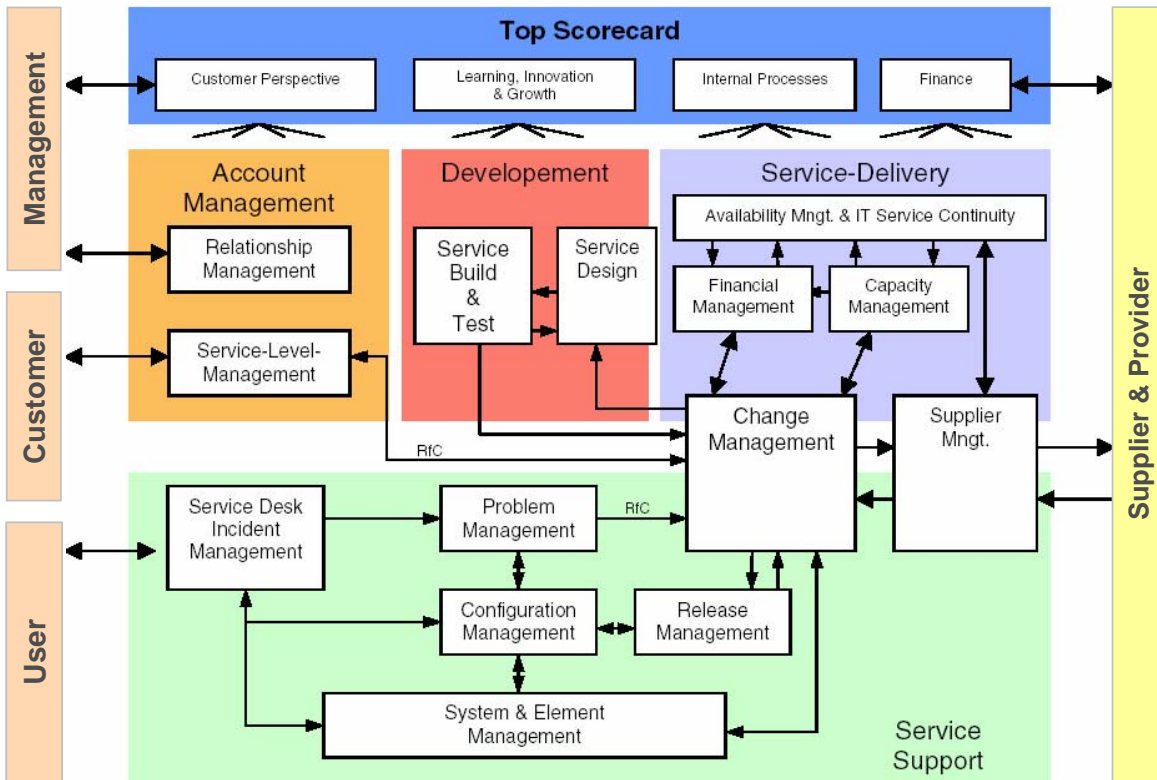 Top Scorecard
Customer Perspective
Learning, Innovation
& Growth
Internal Processes
Finance
Management
Customer
User
Supplier & Provider
Account
Management
Relationship
Management
Service-Level-
Management
Developement
Service
Build
&
Test
Service
Design
Service-Delivery
Availability Mngt. & IT Service Continuity
Financial
Management
Capacity
Management
Change
Management
Supplier
Mngt.
RfC
Service Desk
Incident
Management
Problem
Management
RfC
Configuration
Management
Release
Management
System & Element
Management
Service
Support